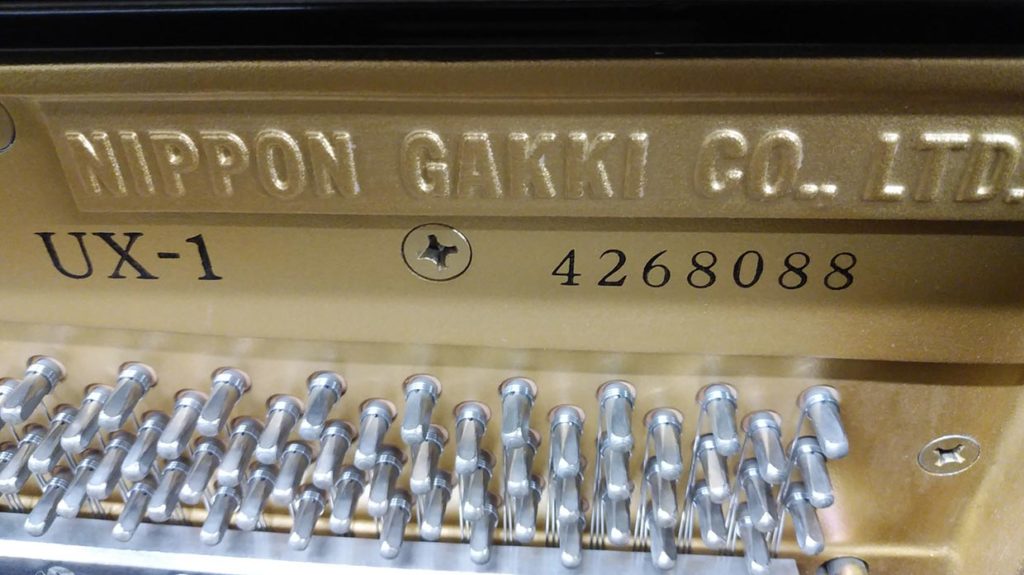 NIPPON GAKKI CO., LTD.
UX-1 4268088